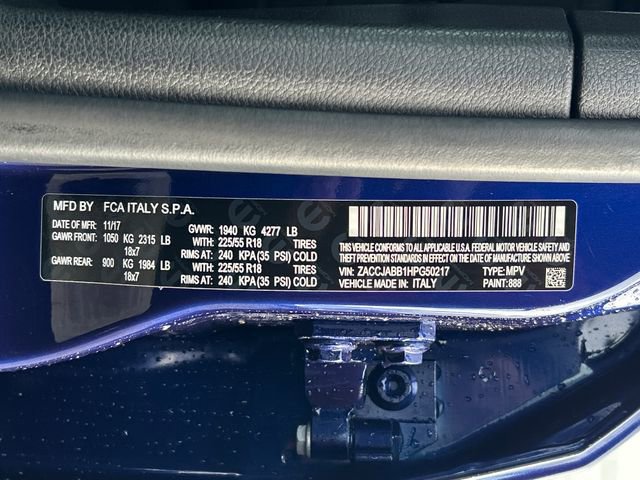 MFD BY FCA ITALY S.P.A.
DATE OF MFD: 11/17 GVWR: 1940 KG 4277 LB
GAWR FRONT: 1050 KG 2315 LB WITH: 225/55 R18 TIRES
18x7 RIMS AT: 240 KPA(35 PSI) COLD
GAWR REAR: 900 KG 1984 LB WITH: 225/55 R18 TIRES
18x7 RIMS AT: 240 KPA(35 PSI) COLD
THIS VEHICLE CONFORMS TO ALL
APPLICABLE U.S.A. FEDERAL MOTOR VEHICLE SAFETY,
BUMPER AND THEFT PREVENTION STANDARDS IN
EFFECT ON THE DATE OF MANUFACTURE SHOWN ABOVE.
VIN: ZACCJABB1HPG50217 TYPE: MPV
VEHICLE MADE IN: ITALY PAINT: 888